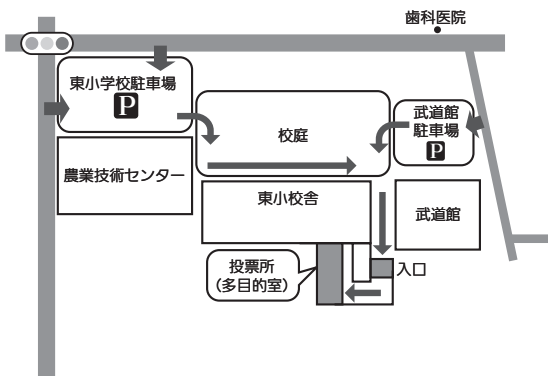 歯科医院
東小学校駐車場
P
校庭
武道館
駐車場
P
農業技術センター
東小校舎
武道館
投票所
（多目的室）
入口